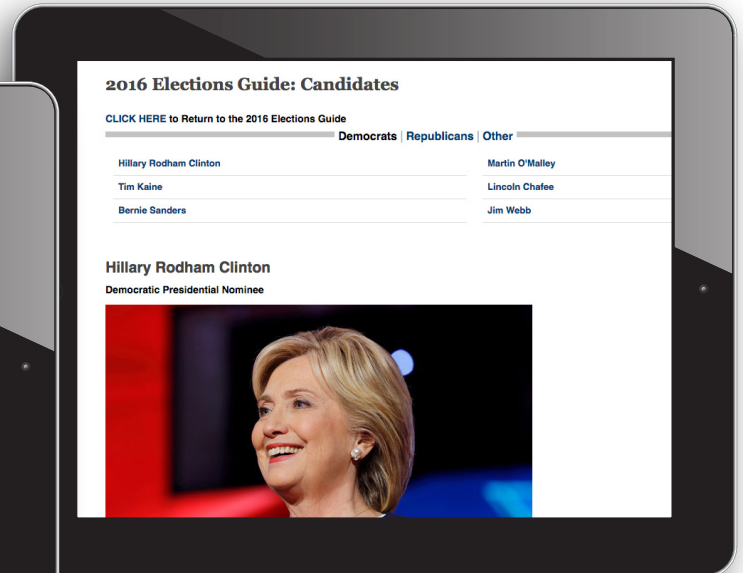 2016 Elections Guide: Candidates
CLICK HERE to Return to the 2016 Elections Guide
Democrats | Republicans | Other
Hillary Rodham Clinton
Martin O'Malley
Tim Kaine
Lincoln Chafee
Bernie Sanders
Jim Webb
Hillary Rodham Clinton
Democratic Presidential Nominee